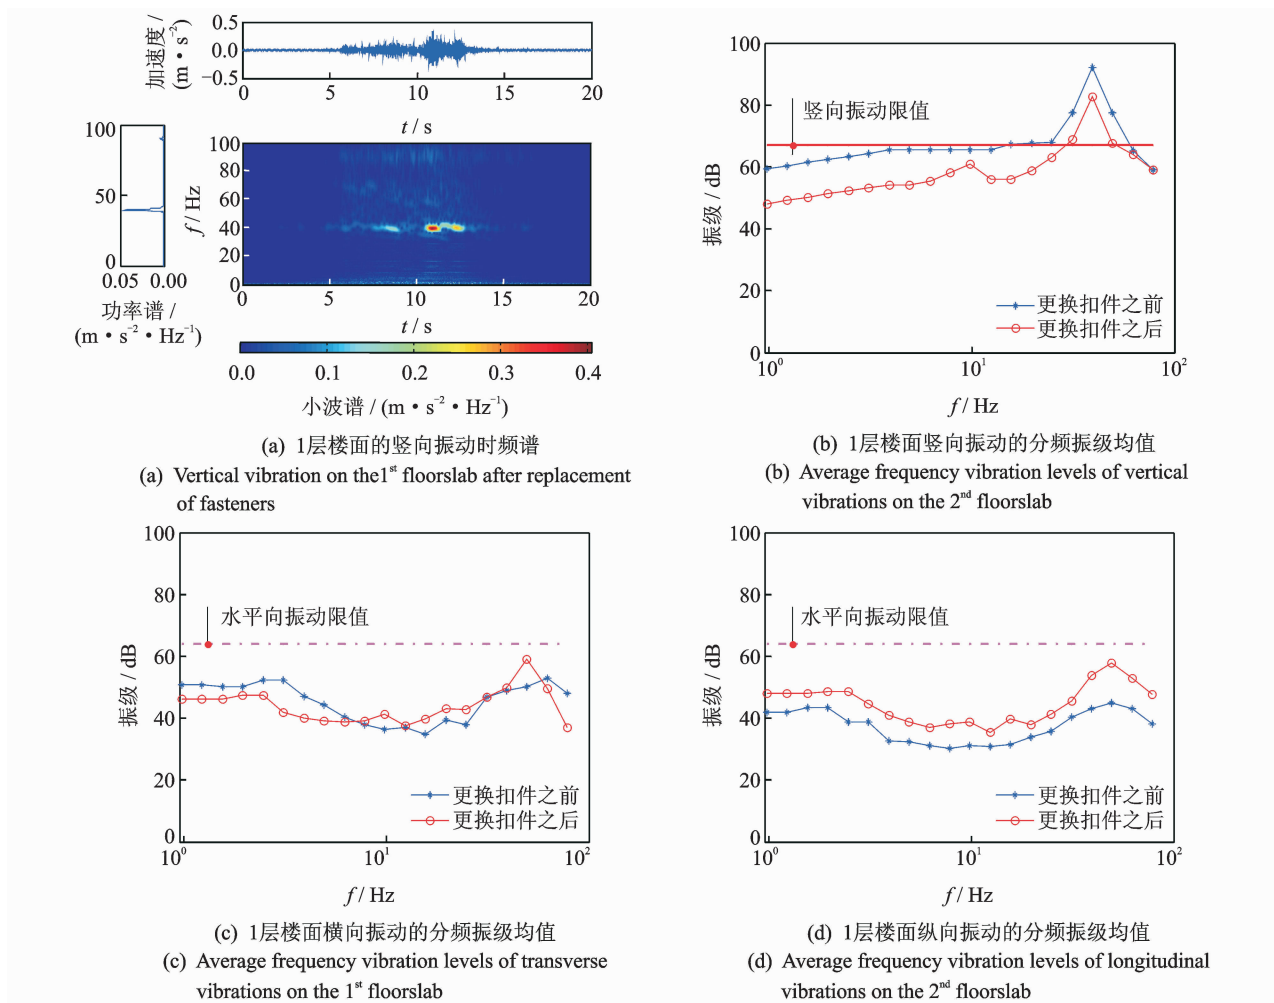 加速度 /
(m·s⁻²)
0.5
0.0
−0.5
0 5 10 15 20
t / s
100
50
0
0.05 0.00
功率谱 /
(m·s⁻²·Hz⁻¹)
f / Hz
100
80
60
40
20
0
0 5 10 15 20
t / s
0.0 0.1 0.2 0.3 0.4
小波谱 / (m·s⁻²·Hz⁻¹)
(a) 1层楼面的竖向振动时频谱
(a) Vertical vibration on the1st floorslab after replacement
of fasteners
振级 / dB
100
80
60
40
20
0
竖向振动限值
更换扣件之前
更换扣件之后
10⁰ 10¹ 10²
f / Hz
(b) 1层楼面竖向振动的分频振级均值
(b) Average frequency vibration levels of vertical
vibrations on the 2nd floorslab
振级 / dB
100
80
60
40
20
0
水平向振动限值
更换扣件之前
更换扣件之后
10⁰ 10¹ 10²
f / Hz
(c) 1层楼面横向振动的分频振级均值
(c) Average frequency vibration levels of transverse
vibrations on the 1st floorslab
振级 / dB
100
80
60
40
20
0
水平向振动限值
更换扣件之前
更换扣件之后
10⁰ 10¹ 10²
f / Hz
(d) 1层楼面纵向振动的分频振级均值
(d) Average frequency vibration levels of longitudinal
vibrations on the 2nd floorslab